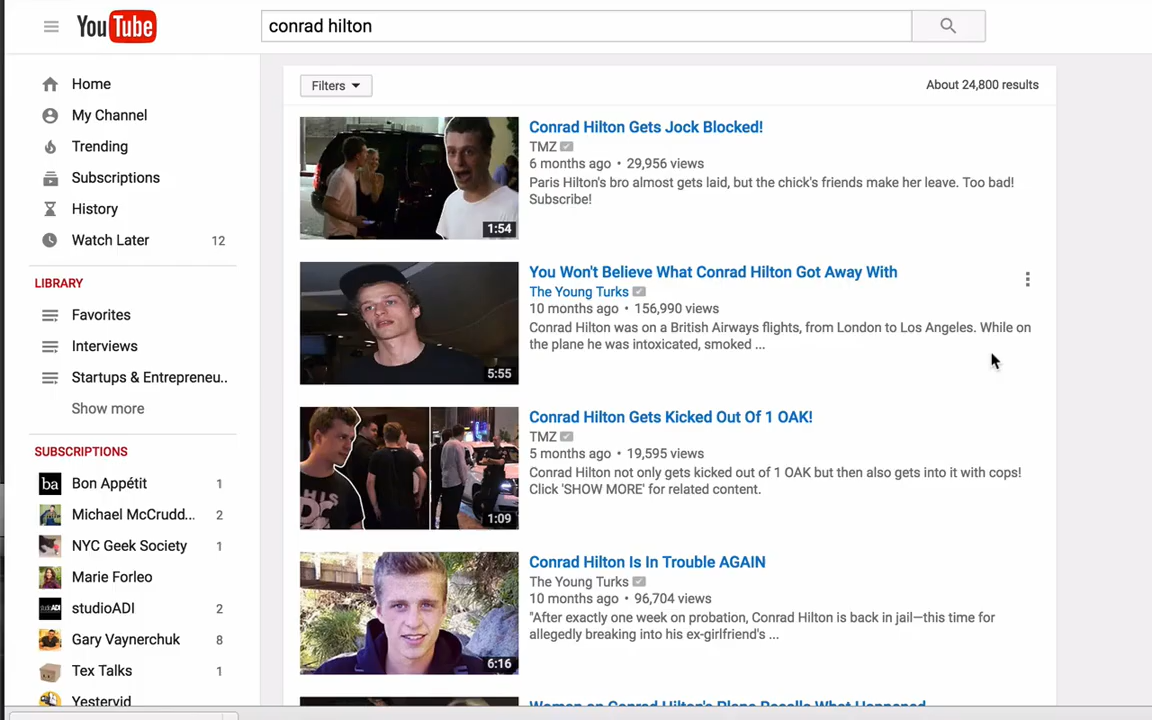 YouTube
conrad hilton
Home
My Channel
Trending
Subscriptions
History
Watch Later 12
LIBRARY
Favorites
Interviews
Startups & Entrepreneu..
Show more
SUBSCRIPTIONS
ba Bon Appétit 1
Michael McCrudd... 2
NYC Geek Society 1
Marie Forleo
studioADI 2
Gary Vaynerchuk 8
Tex Talks 1
Yestervid
Filters
About 24,800 results
Conrad Hilton Gets Jock Blocked!
TMZ
6 months ago • 29,956 views
Paris Hilton's bro almost gets laid, but the chick's friends make her leave. Too bad!
Subscribe!
1:54
You Won't Believe What Conrad Hilton Got Away With
The Young Turks
10 months ago • 156,990 views
Conrad Hilton was on a British Airways flights, from London to Los Angeles. While on
the plane he was intoxicated, smoked ...
5:55
Conrad Hilton Gets Kicked Out Of 1 OAK!
TMZ
5 months ago • 19,595 views
Conrad Hilton not only gets kicked out of 1 OAK but then also gets into it with cops!
Click 'SHOW MORE' for related content.
1:09
Conrad Hilton Is In Trouble AGAIN
The Young Turks
10 months ago • 96,704 views
"After exactly one week on probation, Conrad Hilton is back in jail—this time for
allegedly breaking into his ex-girlfriend's ...
6:16
Women on Conrad Hilton's Plane Recalls What Happened